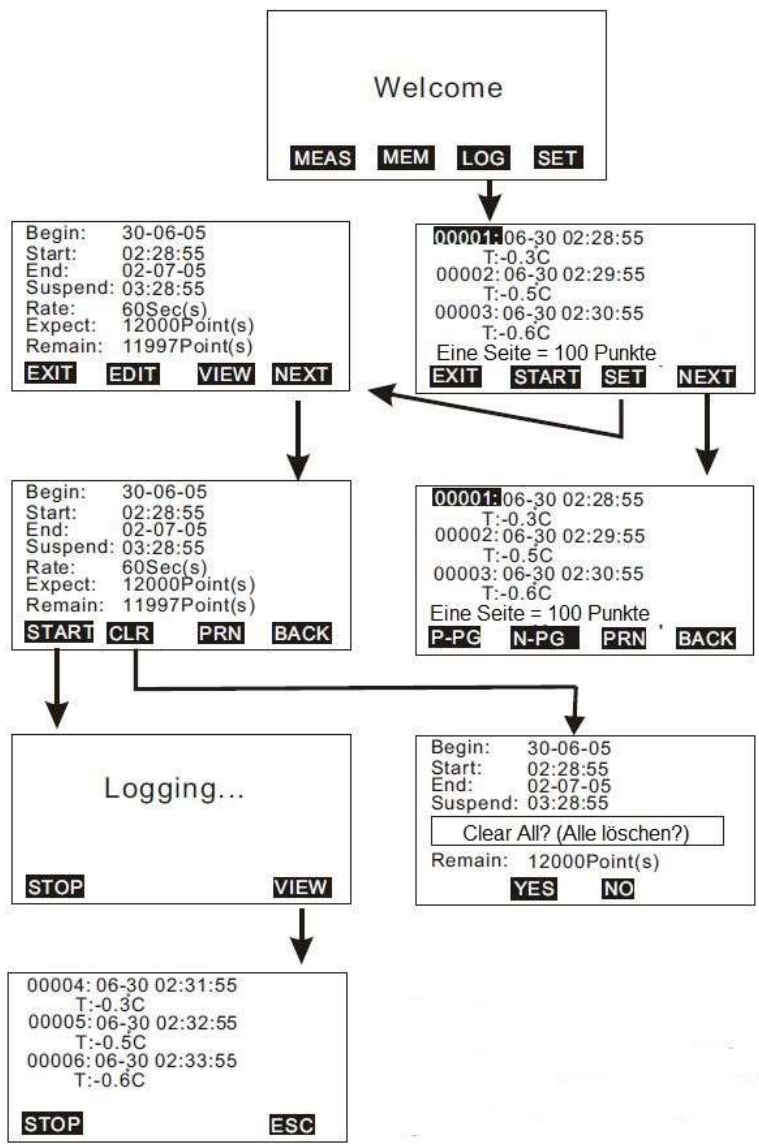 Welcome
MEAS MEM LOG SET
Begin: 30-06-05
Start: 02:28:55
End: 02-07-05
Suspend: 03:28:55
Rate: 60Sec(s)
Expect: 12000Point(s)
Remain: 11997Point(s)
EXIT EDIT VIEW NEXT
00001: 06-30 02:28:55
T:-0.3C
00002: 06-30 02:29:55
T:-0.5C
00003: 06-30 02:30:55
T:-0.6C
Eine Seite = 100 Punkte
EXIT START SET NEXT
Begin: 30-06-05
Start: 02:28:55
End: 02-07-05
Suspend: 03:28:55
Rate: 60Sec(s)
Expect: 12000Point(s)
Remain: 11997Point(s)
START CLR PRN BACK
00001: 06-30 02:28:55
T:-0.3C
00002: 06-30 02:29:55
T:-0.5C
00003: 06-30 02:30:55
T:-0.6C
Eine Seite = 100 Punkte
P-PG N-PG PRN BACK
Logging...
STOP VIEW
Begin: 30-06-05
Start: 02:28:55
End: 02-07-05
Suspend: 03:28:55
Clear All? (Alle löschen?)
Remain: 12000Point(s)
YES NO
00004: 06-30 02:31:55
T:-0.3C
00005: 06-30 02:32:55
T:-0.5C
00006: 06-30 02:33:55
T:-0.6C
STOP ESC